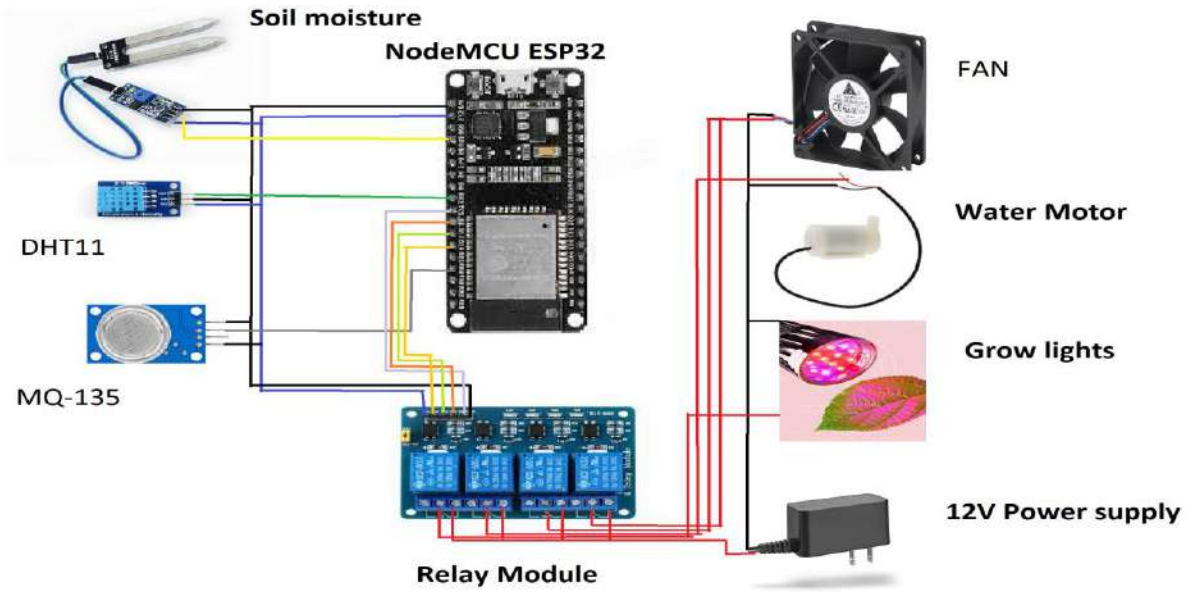 Soil moisture
NodeMCU ESP32
FAN
DHT11
Water Motor
Grow lights
MQ-135
12V Power supply
Relay Module